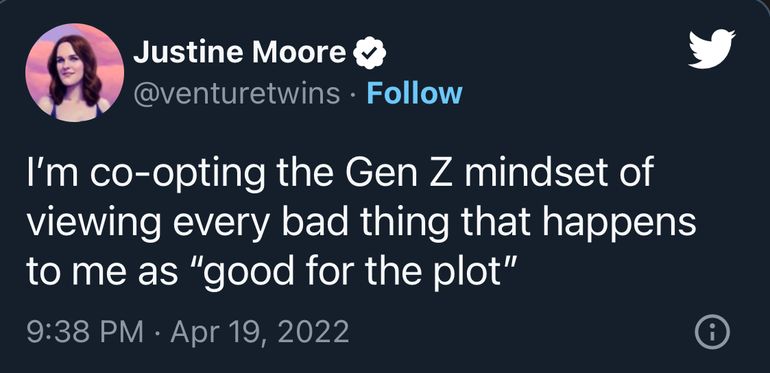 Justine Moore
@venturetwins · Follow
I’m co-opting the Gen Z mindset of
viewing every bad thing that happens
to me as “good for the plot”
9:38 PM · Apr 19, 2022